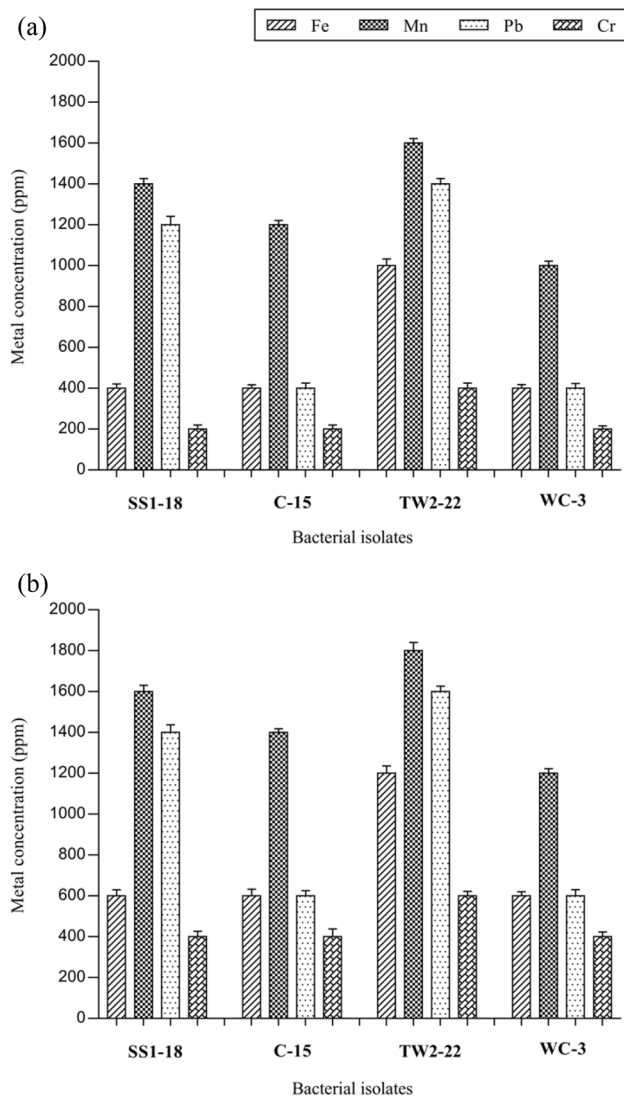 (a)
Fe Mn Pb Cr
2000
1800
1600
1400
1200
1000
800
600
400
200
0
Metal concentration (ppm)
SS1-18 C-15 TW2-22 WC-3
Bacterial isolates
(b)
2000
1800
1600
1400
1200
1000
800
600
400
200
0
Metal concentration (ppm)
SS1-18 C-15 TW2-22 WC-3
Bacterial isolates